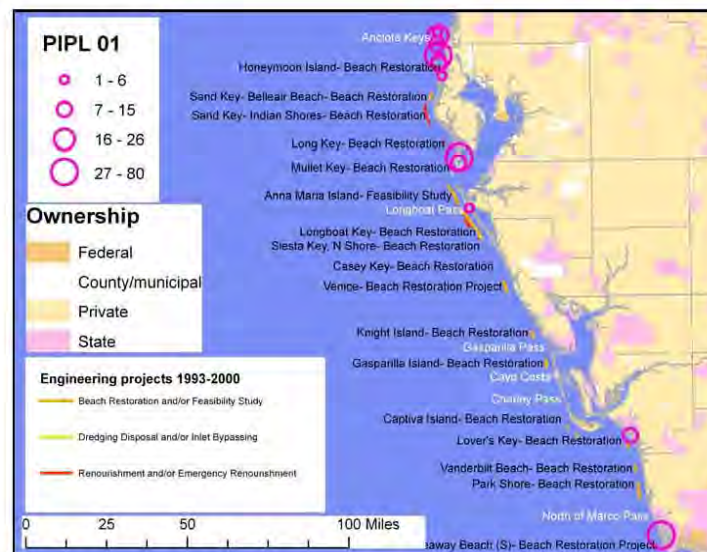 PIPL 01
1 - 6
7 - 15
16 - 26
27 - 80
Ownership
Federal
County/municipal
Private
State
Engineering projects 1993-2000
Beach Restoration and/or Feasibility Study
Dredging Disposal and/or Inlet Bypassing
Renourishment and/or Emergency Renounshment
0 25 50 100 Miles
Anclote Keys
Honeymoon Island- Beach Restoration
Sand Key- Belleair Beach- Beach Restoration
Sand Key- Indian Shores- Beach Restoration
Long Key- Beach Restoration
Mullet Key- Beach Restoration
Anna Maria Island- Feasibility Study
Longboat Pass
Longboat Key- Beach Restoration
Siesta Key, N Shore- Beach Restoration
Casey Key- Beach Restoration
Venice- Beach Restoration Project
Knight Island- Beach Restoration
Gasparilla Pass
Gasparilla Island- Beach Restoration
Cayo Costa
Charley Pass
Captiva Island- Beach Restoration
Lover's Key- Beach Restoration
Vanderbilt Beach- Beach Restoration
Park Shore- Beach Restoration
North of Marco Pass
eaway Beach (S)- Beach Restoration Project